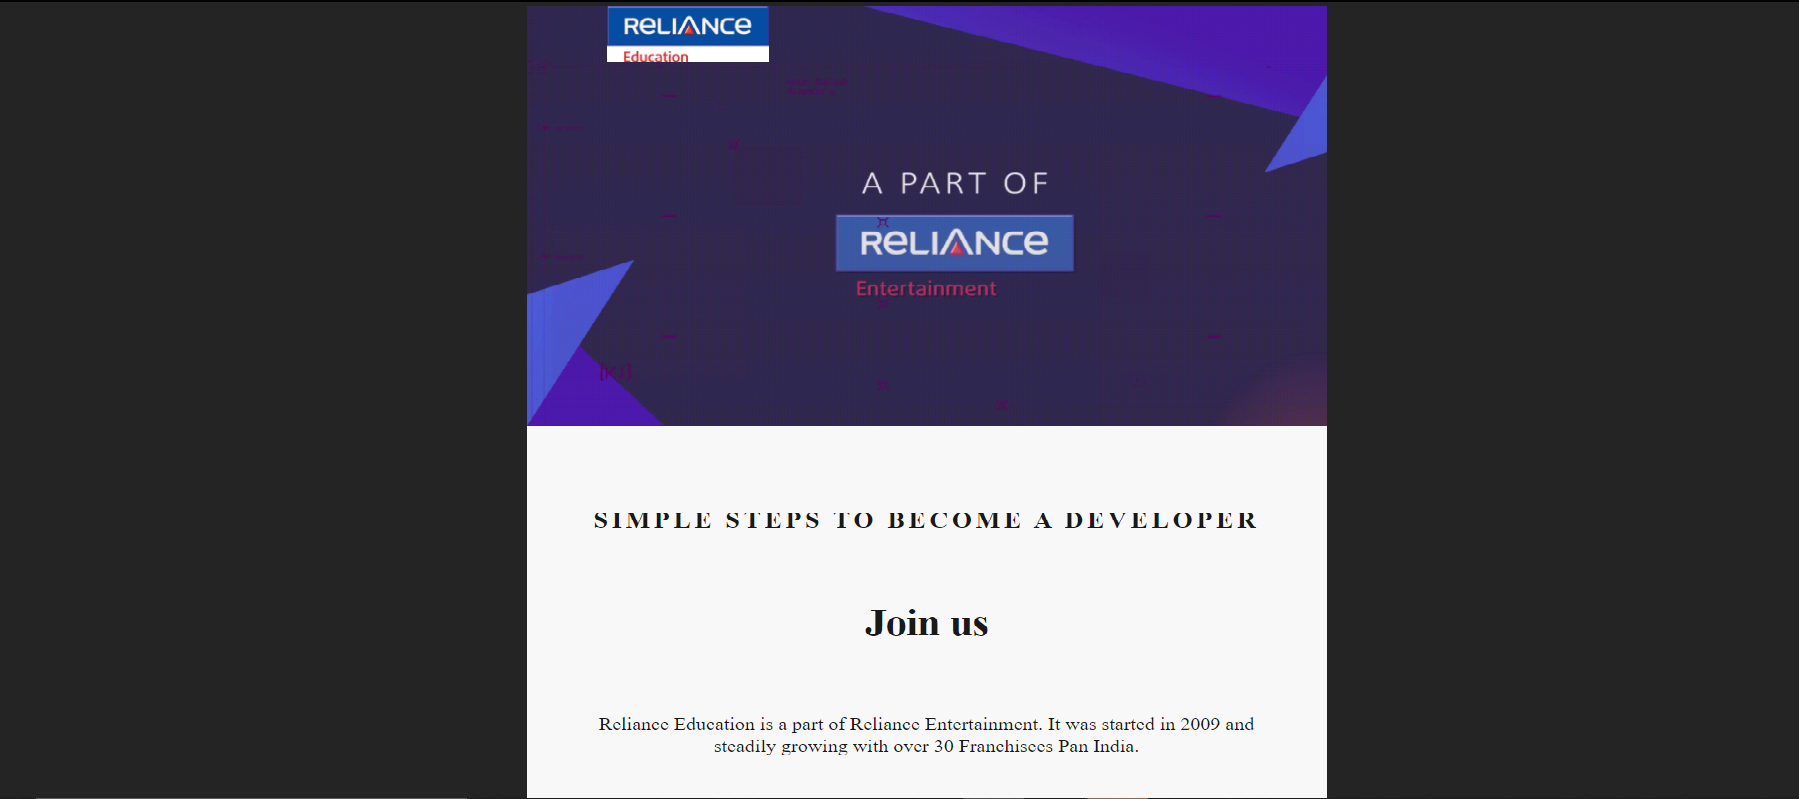 RELIANCE
Education
A PART OF
RELIANCE
Entertainment
SIMPLE STEPS TO BECOME A DEVELOPER
Join us
Reliance Education is a part of Reliance Entertainment. It was started in 2009 and
steadily growing with over 30 Franchisees Pan India.